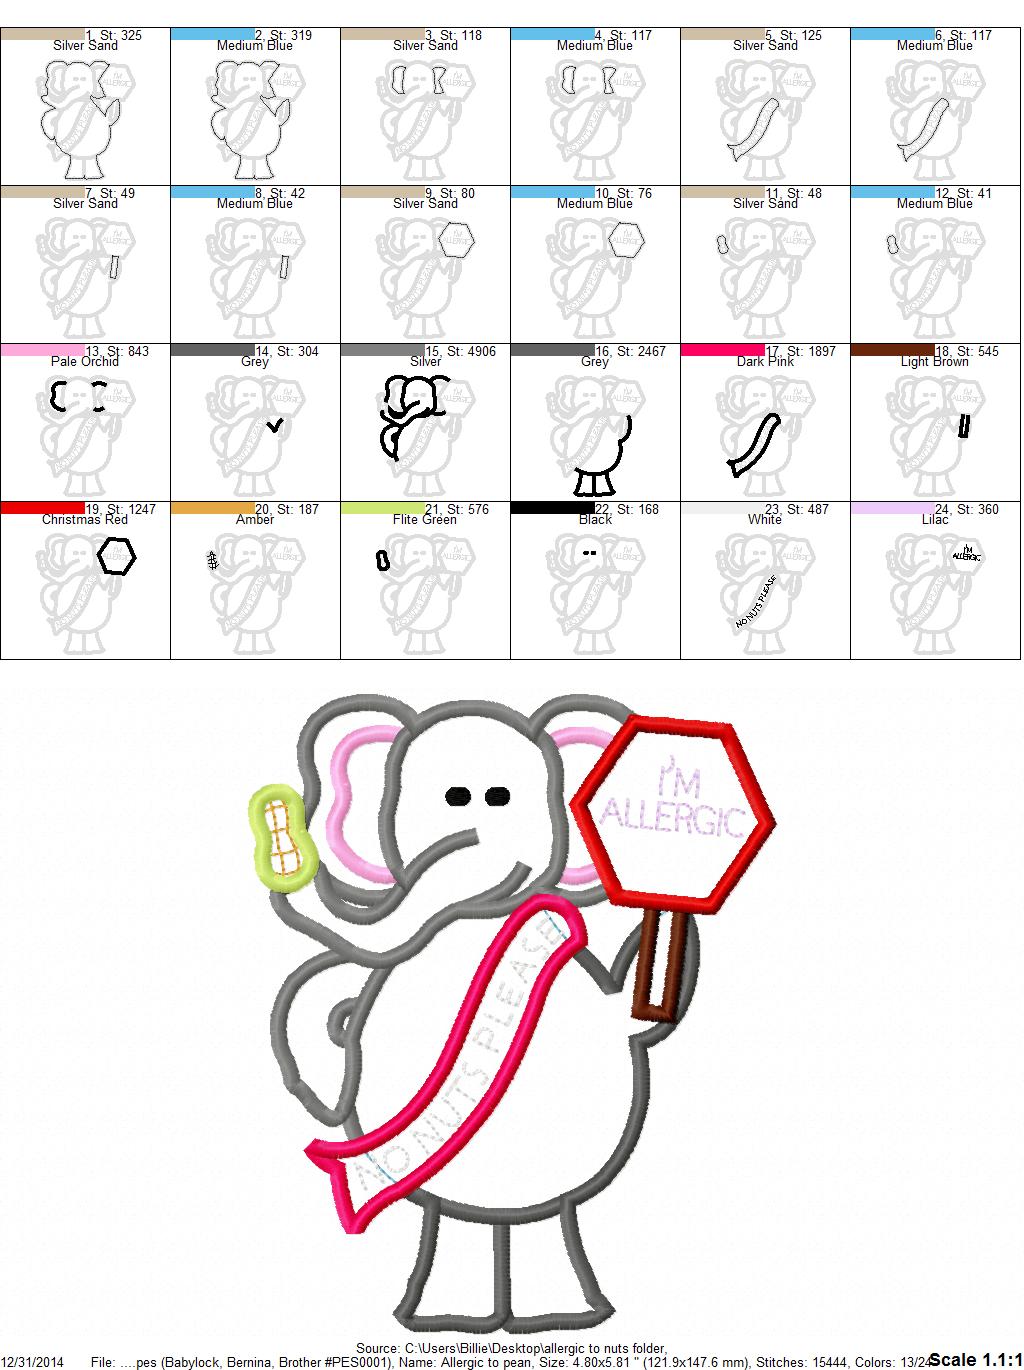 1, St: 325
Silver Sand
2, St: 319
Medium Blue
3, St: 118
Silver Sand
4, St: 117
Medium Blue
5, St: 125
Silver Sand
6, St: 117
Medium Blue
7, St: 49
Silver Sand
8, St: 42
Medium Blue
9, St: 80
Silver Sand
10, St: 76
Medium Blue
11, St: 48
Silver Sand
12, St: 41
Medium Blue
13, St: 843
Pale Orchid
14, St: 304
Grey
15, St: 4906
Silver
16, St: 2467
Grey
17, St: 1897
Dark Pink
18, St: 545
Light Brown
19, St: 1247
Christmas Red
20, St: 187
Amber
21, St: 576
Flite Green
22, St: 168
Black
23, St: 487
White
NO NUTS PLEASE
24, St: 360
Lilac
I'M
ALLERGIC
I'M
ALLERGIC
NO NUTS PLEASE
Source: C:\Users\Billie\Desktop\allergic to nuts folder,
12/31/2014 File: ....pes (Babylock, Bernina, Brother #PES0001), Name: Allergic to pean, Size: 4.80x5.81 " (121.9x147.6 mm), Stitches: 15444, Colors: 13/24 Scale 1.1:1